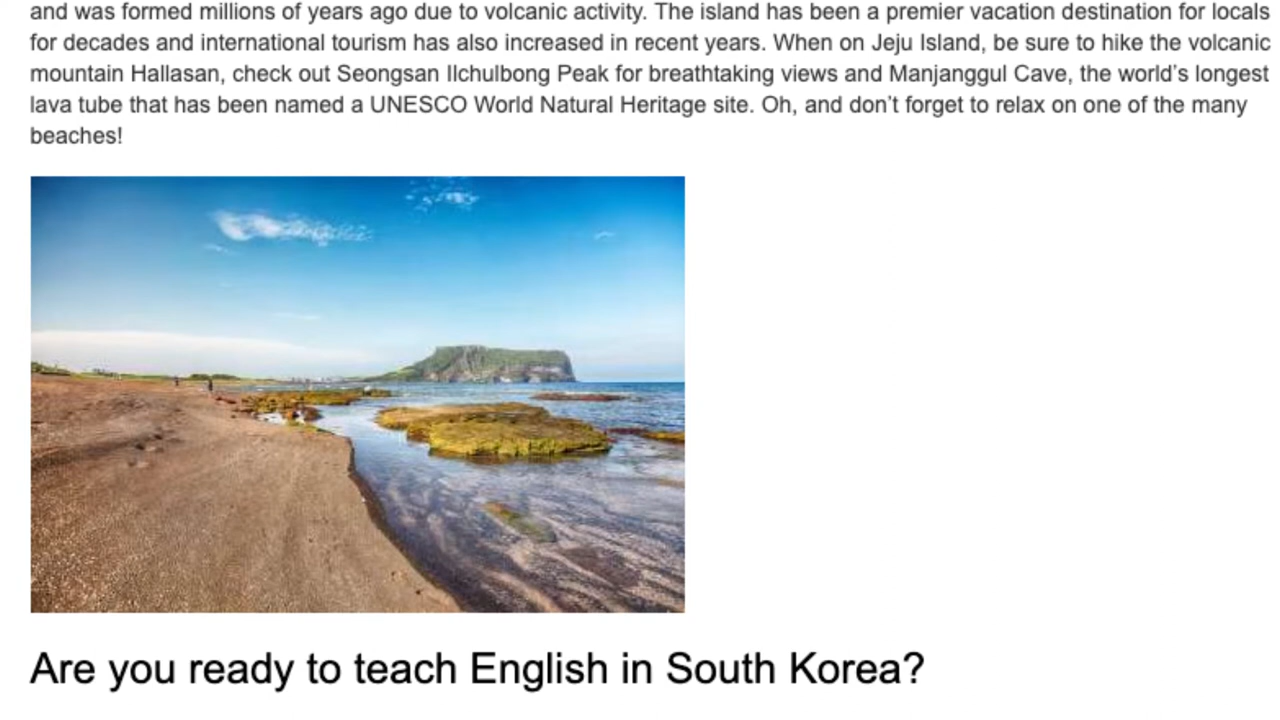 and was formed millions of years ago due to volcanic activity. The island has been a premier vacation destination for locals
for decades and international tourism has also increased in recent years. When on Jeju Island, be sure to hike the volcanic
mountain Hallasan, check out Seongsan Ilchulbong Peak for breathtaking views and Manjanggul Cave, the world’s longest
lava tube that has been named a UNESCO World Natural Heritage site. Oh, and don’t forget to relax on one of the many
beaches!
Are you ready to teach English in South Korea?